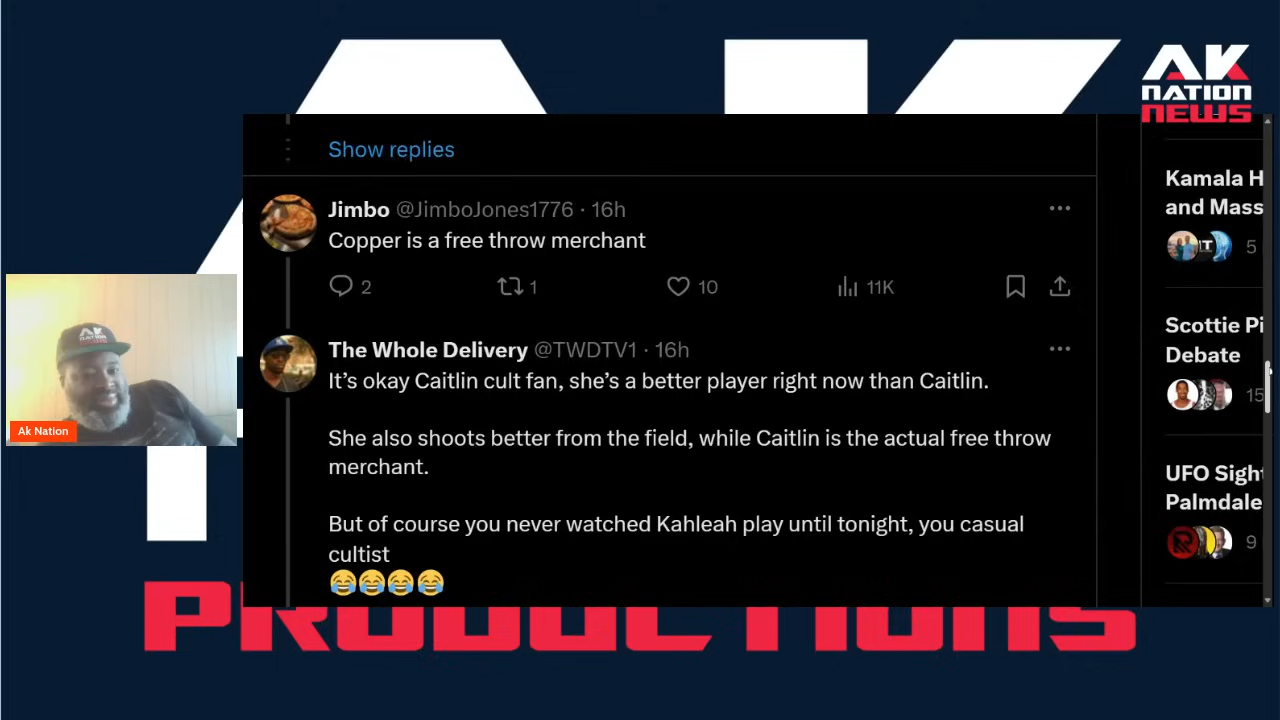 AK
NATION
NEWS
Show replies
Jimbo @JimboJones1776 · 16h
Copper is a free throw merchant
2 1 10 11K
The Whole Delivery @TWDTV1 · 16h
It’s okay Caitlin cult fan, she’s a better player right now than Caitlin.
She also shoots better from the field, while Caitlin is the actual free throw
merchant.
But of course you never watched Kahleah play until tonight, you casual
cultist
😂😂😂😂
Kamala H
and Mass
5
Scottie Pi
Debate
15
UFO Sigh
Palmdale
9
AK
NATION
Ak Nation
PRODUCTIONS